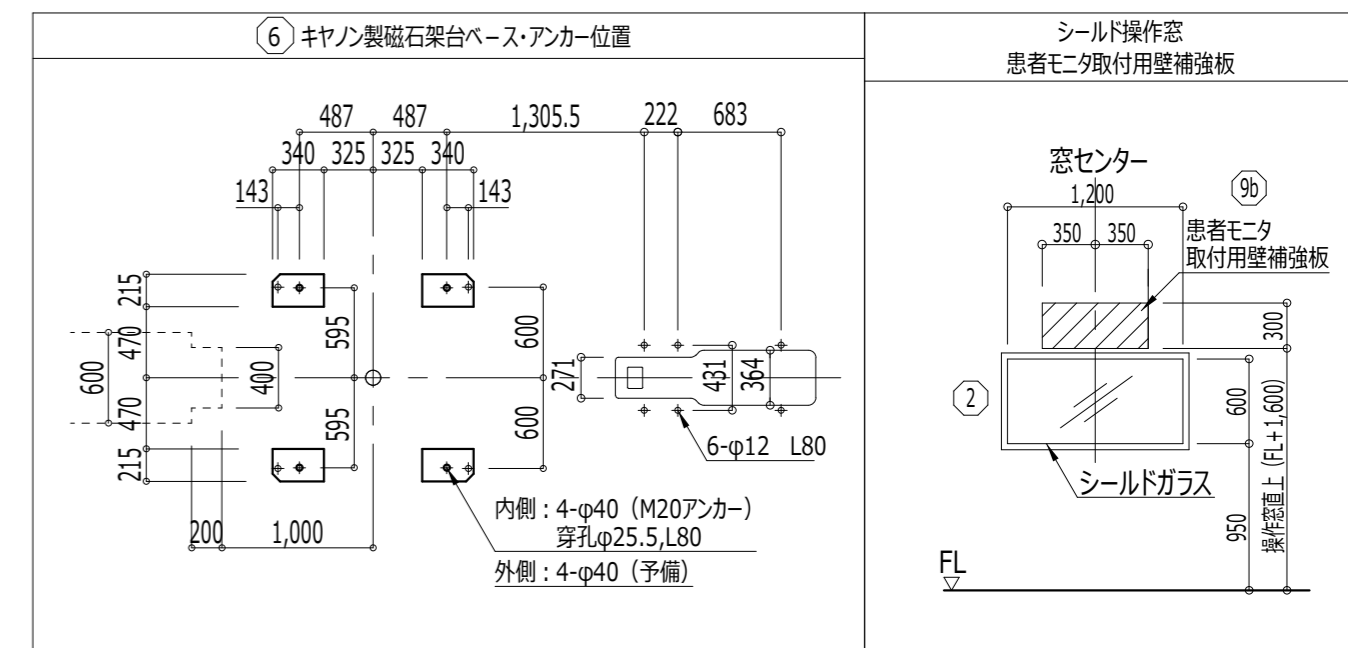 6 キヤノン製磁石架台ベース・アンカー位置
487 487 1,305.5 222 683
340 325 325 340
143 143
215
470
600
400
470
215
595
595
600
600
271
431
364
6-φ12 L80
200 1,000
内側：4-φ40（M20アンカー）
穿孔φ25.5,L80
外側：4-φ40（予備）
シールド操作窓
患者モニタ取付用壁補強板
窓センター
1,200
9b
350 350
患者モニタ
取付用壁補強板
300
2
600
シールドガラス
950
操作窓直上（FL+1,600）
FL